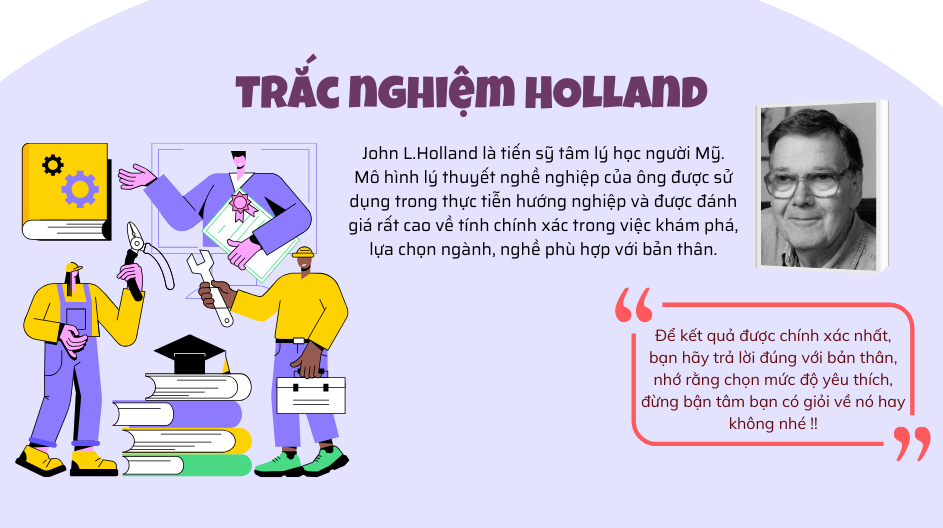 TRẮC NGHIỆM HOLLAND
John L.Holland là tiến sỹ tâm lý học người Mỹ.
Mô hình lý thuyết nghề nghiệp của ông được sử
dụng trong thực tiễn hướng nghiệp và được đánh
giá rất cao về tính chính xác trong việc khám phá,
lựa chọn ngành, nghề phù hợp với bản thân.
Để kết quả được chính xác nhất,
bạn hãy trả lời đúng với bản thân,
nhớ rằng chọn mức độ yêu thích,
đừng bận tâm bạn có giỏi về nó hay
không nhé !!